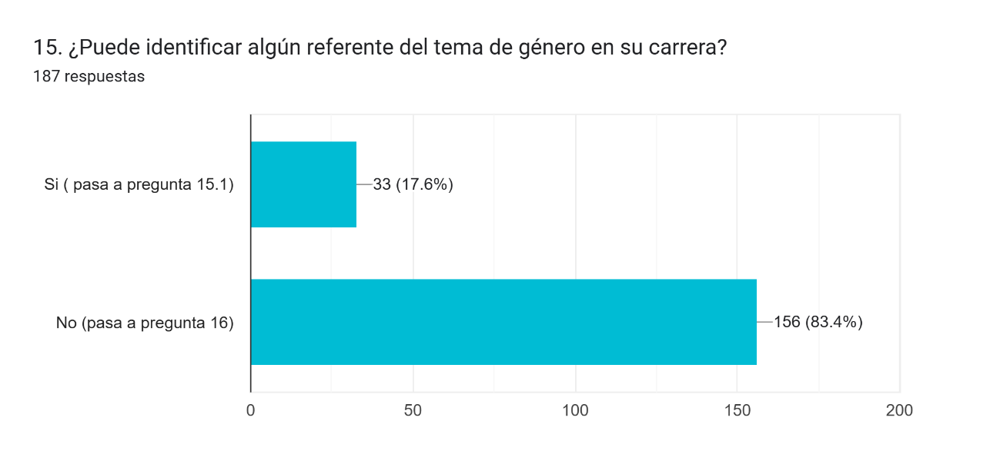 15. ¿Puede identificar algún referente del tema de género en su carrera?
187 respuestas
Si ( pasa a pregunta 15.1)
33 (17.6%)
No (pasa a pregunta 16)
156 (83.4%)
0
50
100
150
200